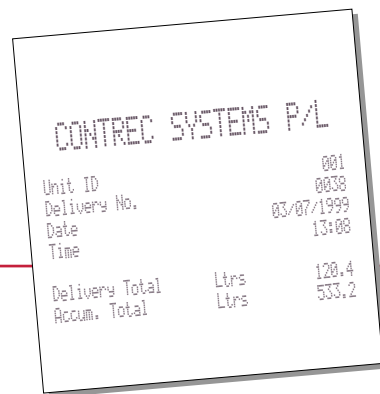 CONTREC SYSTEMS P/L
Unit ID 001
Delivery No. 0038
Date 03/07/1999
Time 13:08
Delivery Total Ltrs 120.4
Accum. Total Ltrs 533.2